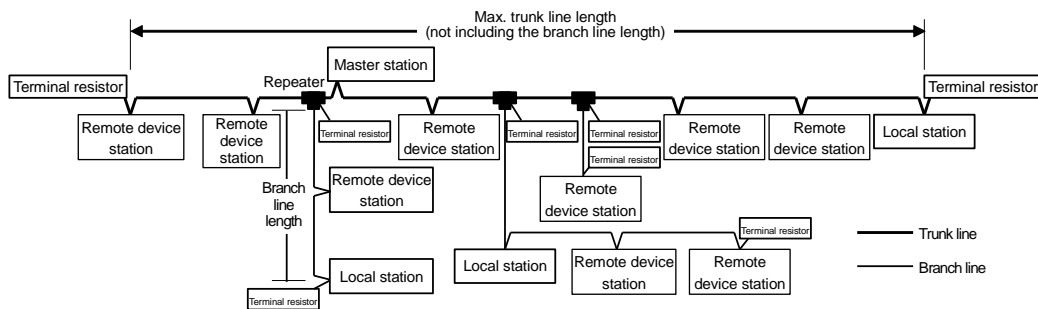 Max. trunk line length
(not including the branch line length)
Terminal resistor
Repeater
Master station
Terminal resistor
Remote device
station
Remote
device
station
Terminal resistor
Remote
device station
Terminal resistor
Terminal resistor
Remote
device station
Remote
device station
Local station
Terminal resistor
Branch
line
length
Remote device
station
Remote
device station
Terminal resistor
Local station
Terminal resistor
Local station
Remote device
station
Remote
device station
Trunk line
Branch line